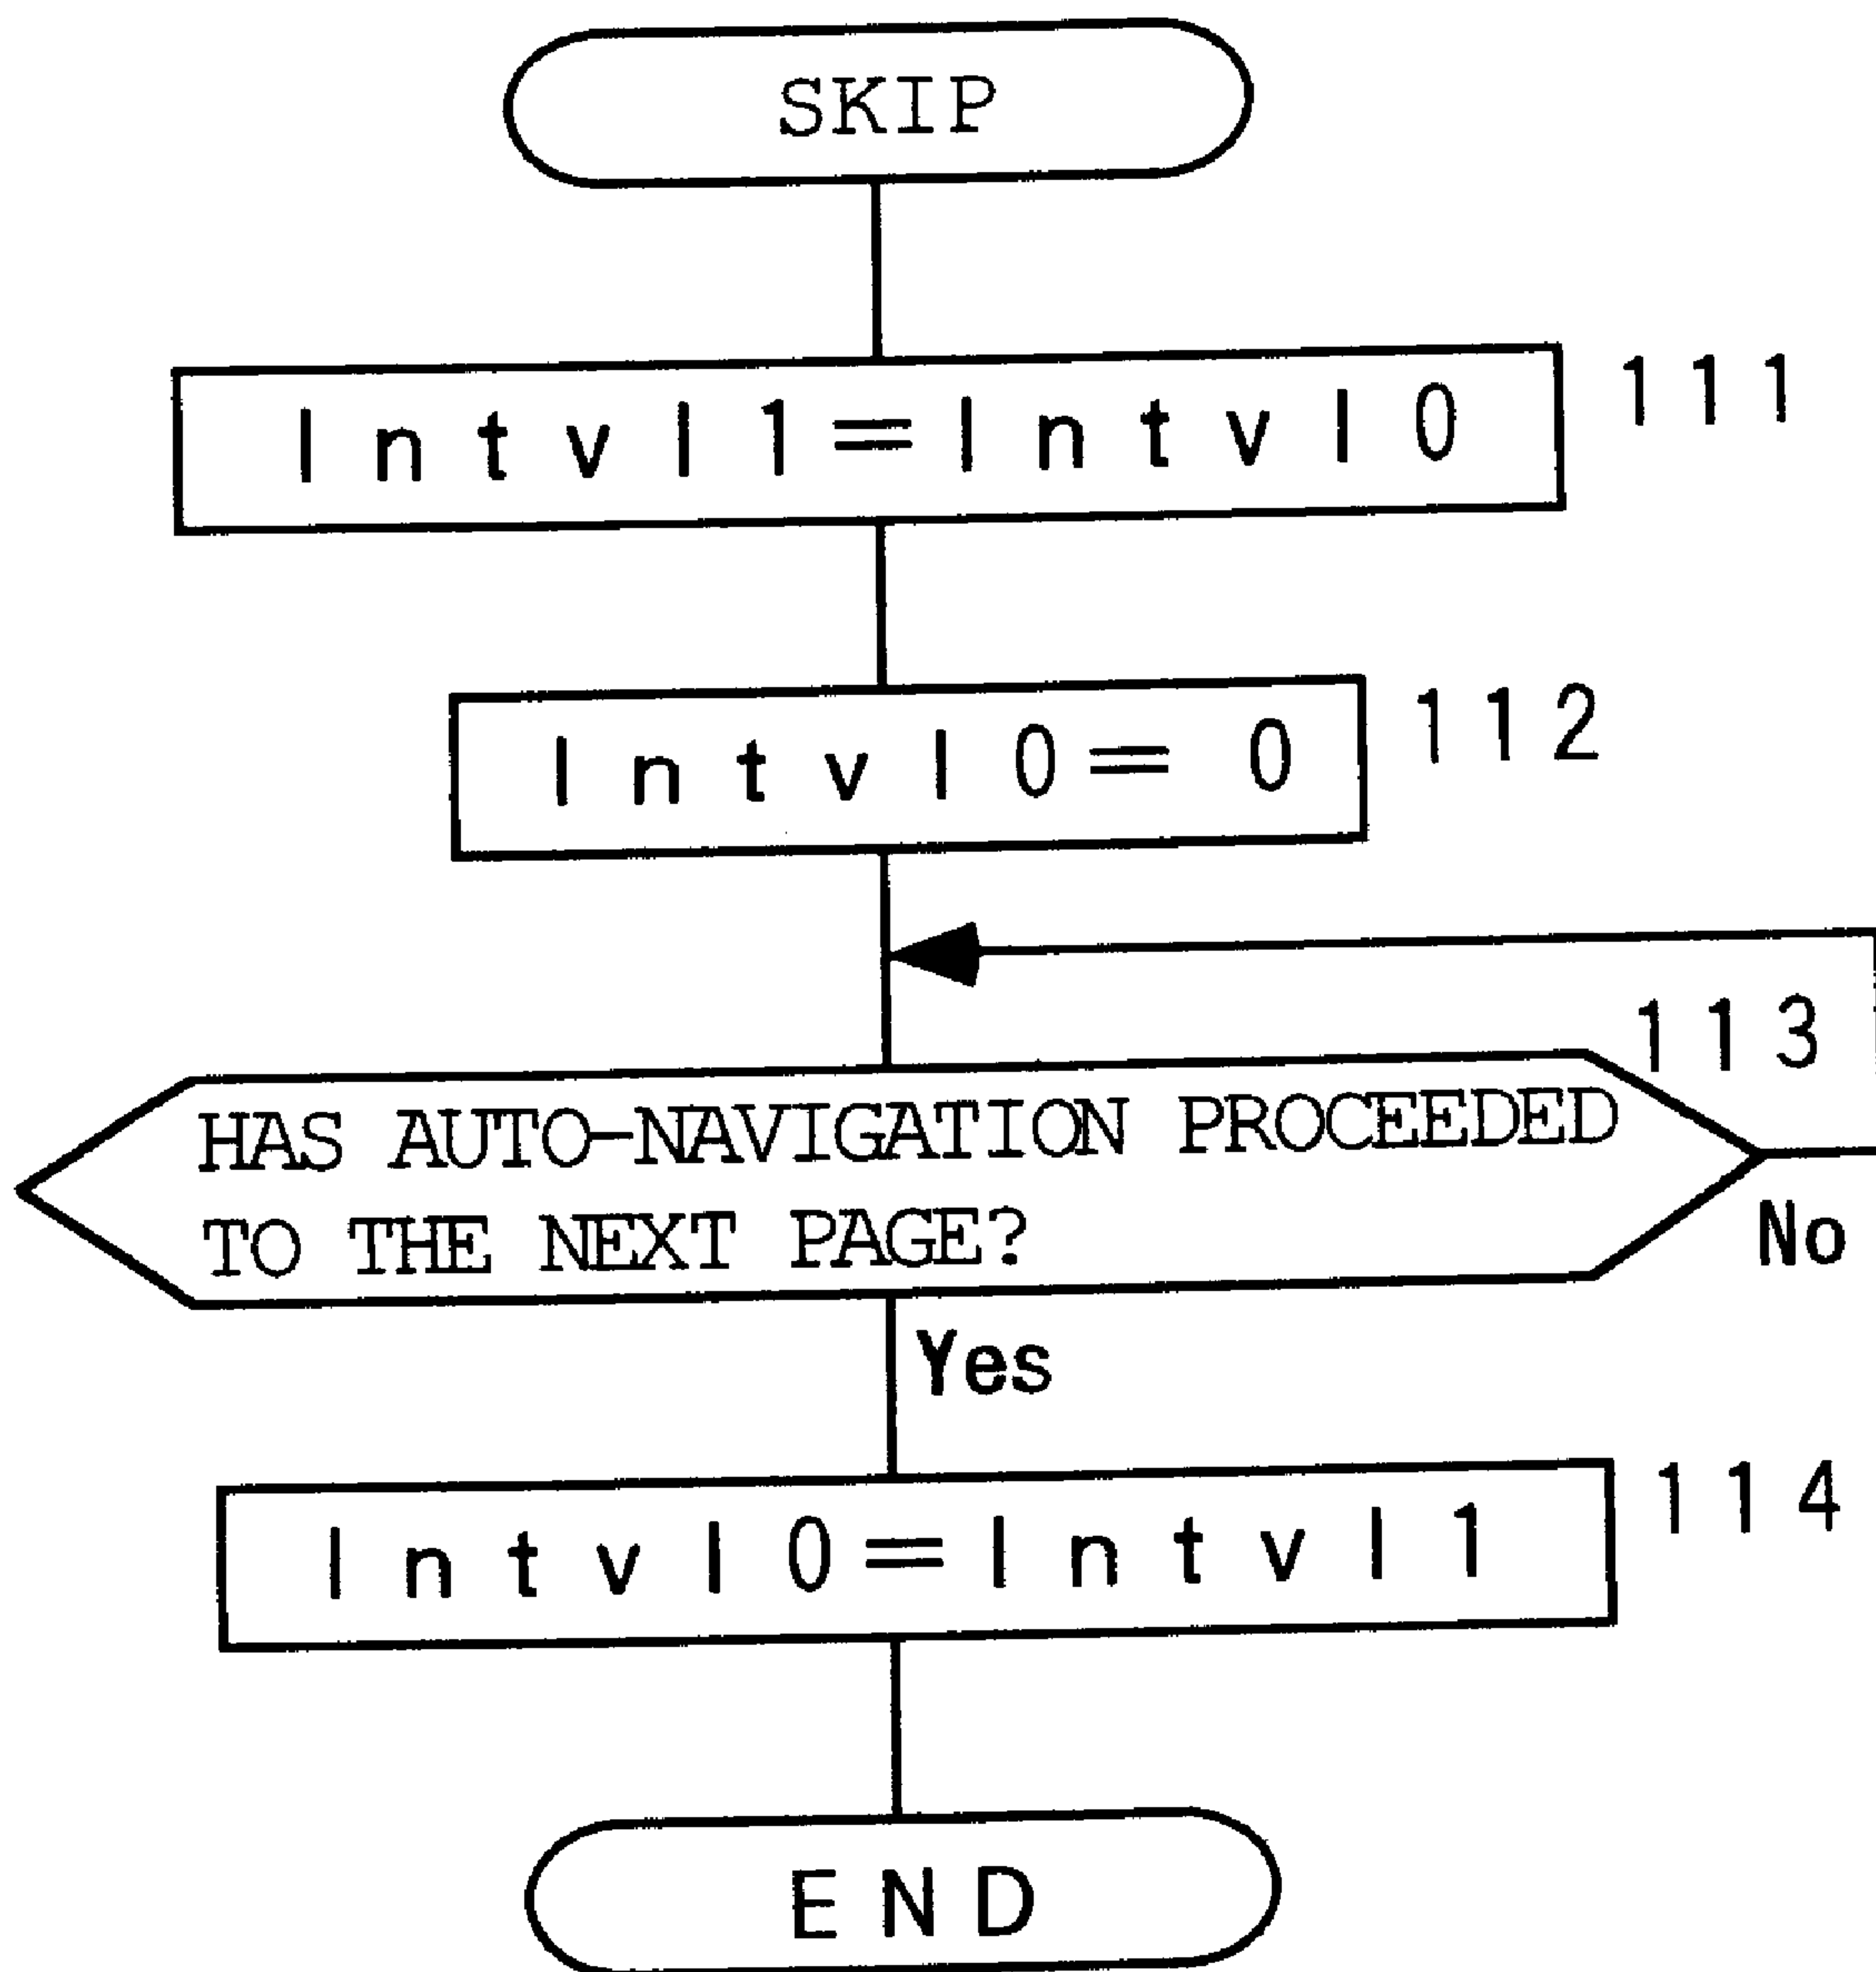 SKIP
Intvl1=Intvl0 111
Intvl0=0 112
113
HAS AUTO-NAVIGATION PROCEEDED
TO THE NEXT PAGE?
No
Yes
Intvl0=Intvl1 114
END